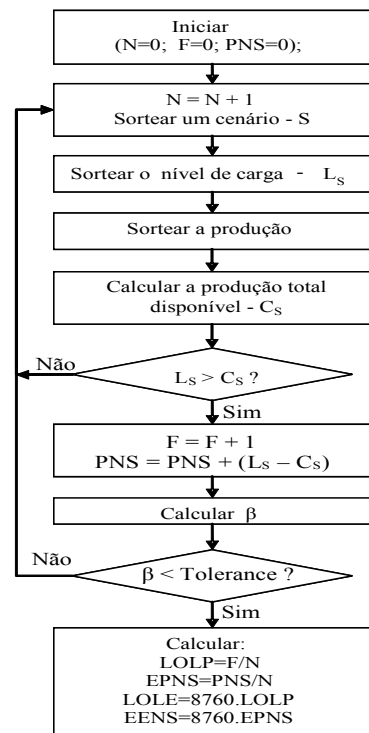 Iniciar
(N=0; F=0; PNS=0);
N = N + 1
Sortear um cenário - S
Sortear o nível de carga - LS
Sortear a produção
Calcular a produção total
disponível - CS
Não
LS > CS ?
Sim
F = F + 1
PNS = PNS + (LS – CS)
Calcular β
Não
β < Tolerance ?
Sim
Calcular:
LOLP=F/N
EPNS=PNS/N
LOLE=8760.LOLP
EENS=8760.EPNS